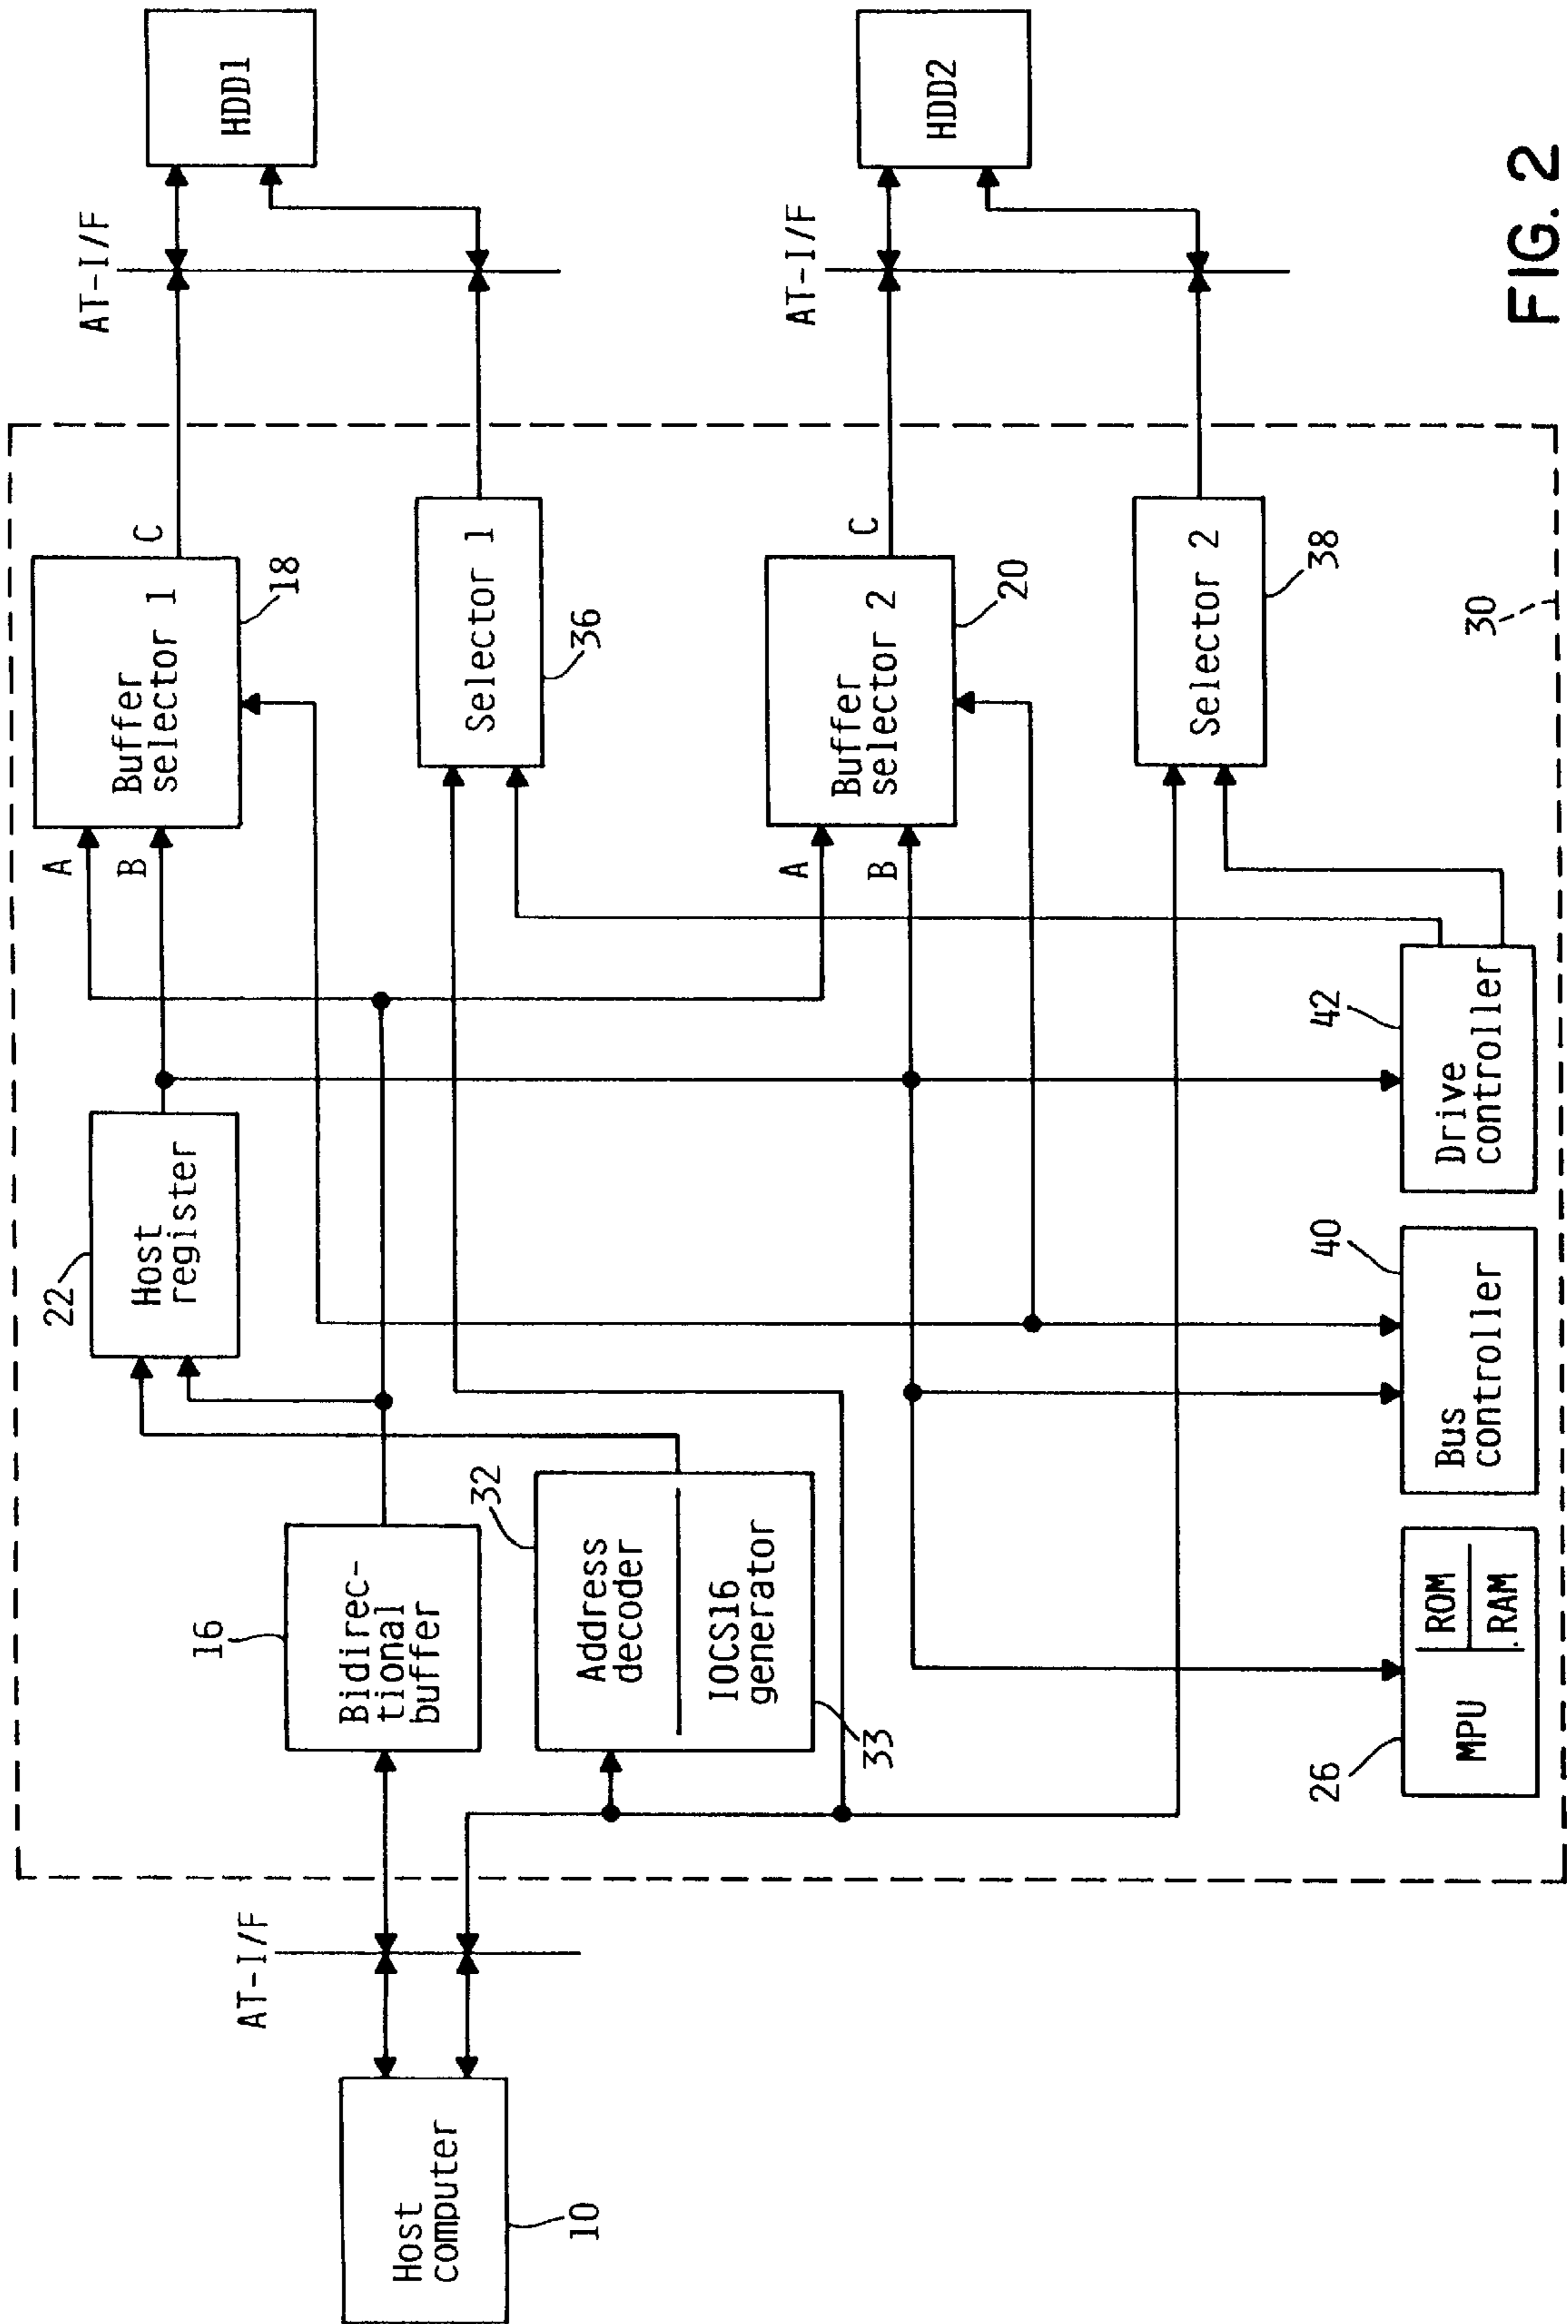 Host
computer
10
AT-I/F
30
16
Bidirec-
tional
buffer
22
Host
register
32
Address
decoder
IOCS16
generator
33
26
MPU
ROM
RAM
40
Bus
controller
42
Drive
controller
A
B
Buffer
selector 1
C
18
Selector 1
36
A
B
Buffer
selector 2
C
20
Selector 2
38
AT-I/F
HDD1
AT-I/F
HDD2
FIG. 2